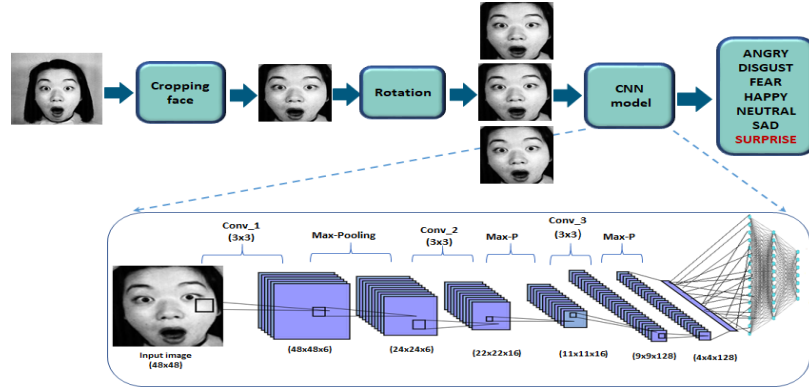 Cropping
face
Rotation
CNN
model
ANGRY
DISGUST
FEAR
HAPPY
NEUTRAL
SAD
SURPRISE
Conv_1
(3x3)
Max-Pooling
Conv_2
(3x3)
Max-P
Conv_3
(3x3)
Max-P
Input image
(48x48)
(48x48x6)
(24x24x6)
(22x22x16)
(11x11x16)
(9x9x128)
(4x4x128)